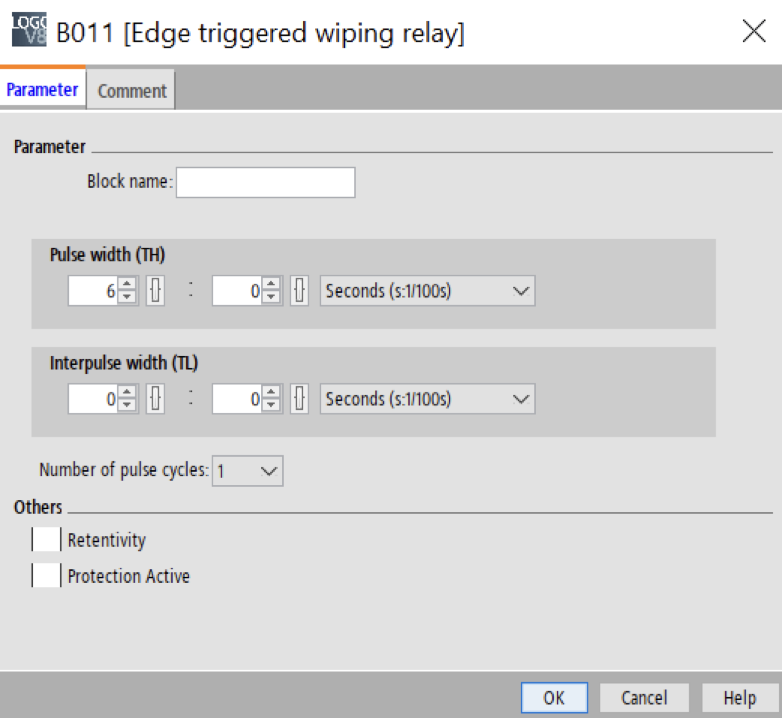 LOGO
V8
B011 [Edge triggered wiping relay]
Parameter
Comment
Parameter
Block name:
Pulse width (TH)
6 : 0 Seconds (s:1/100s)
Interpulse width (TL)
0 : 0 Seconds (s:1/100s)
Number of pulse cycles: 1
Others
Retentivity
Protection Active
OK Cancel Help